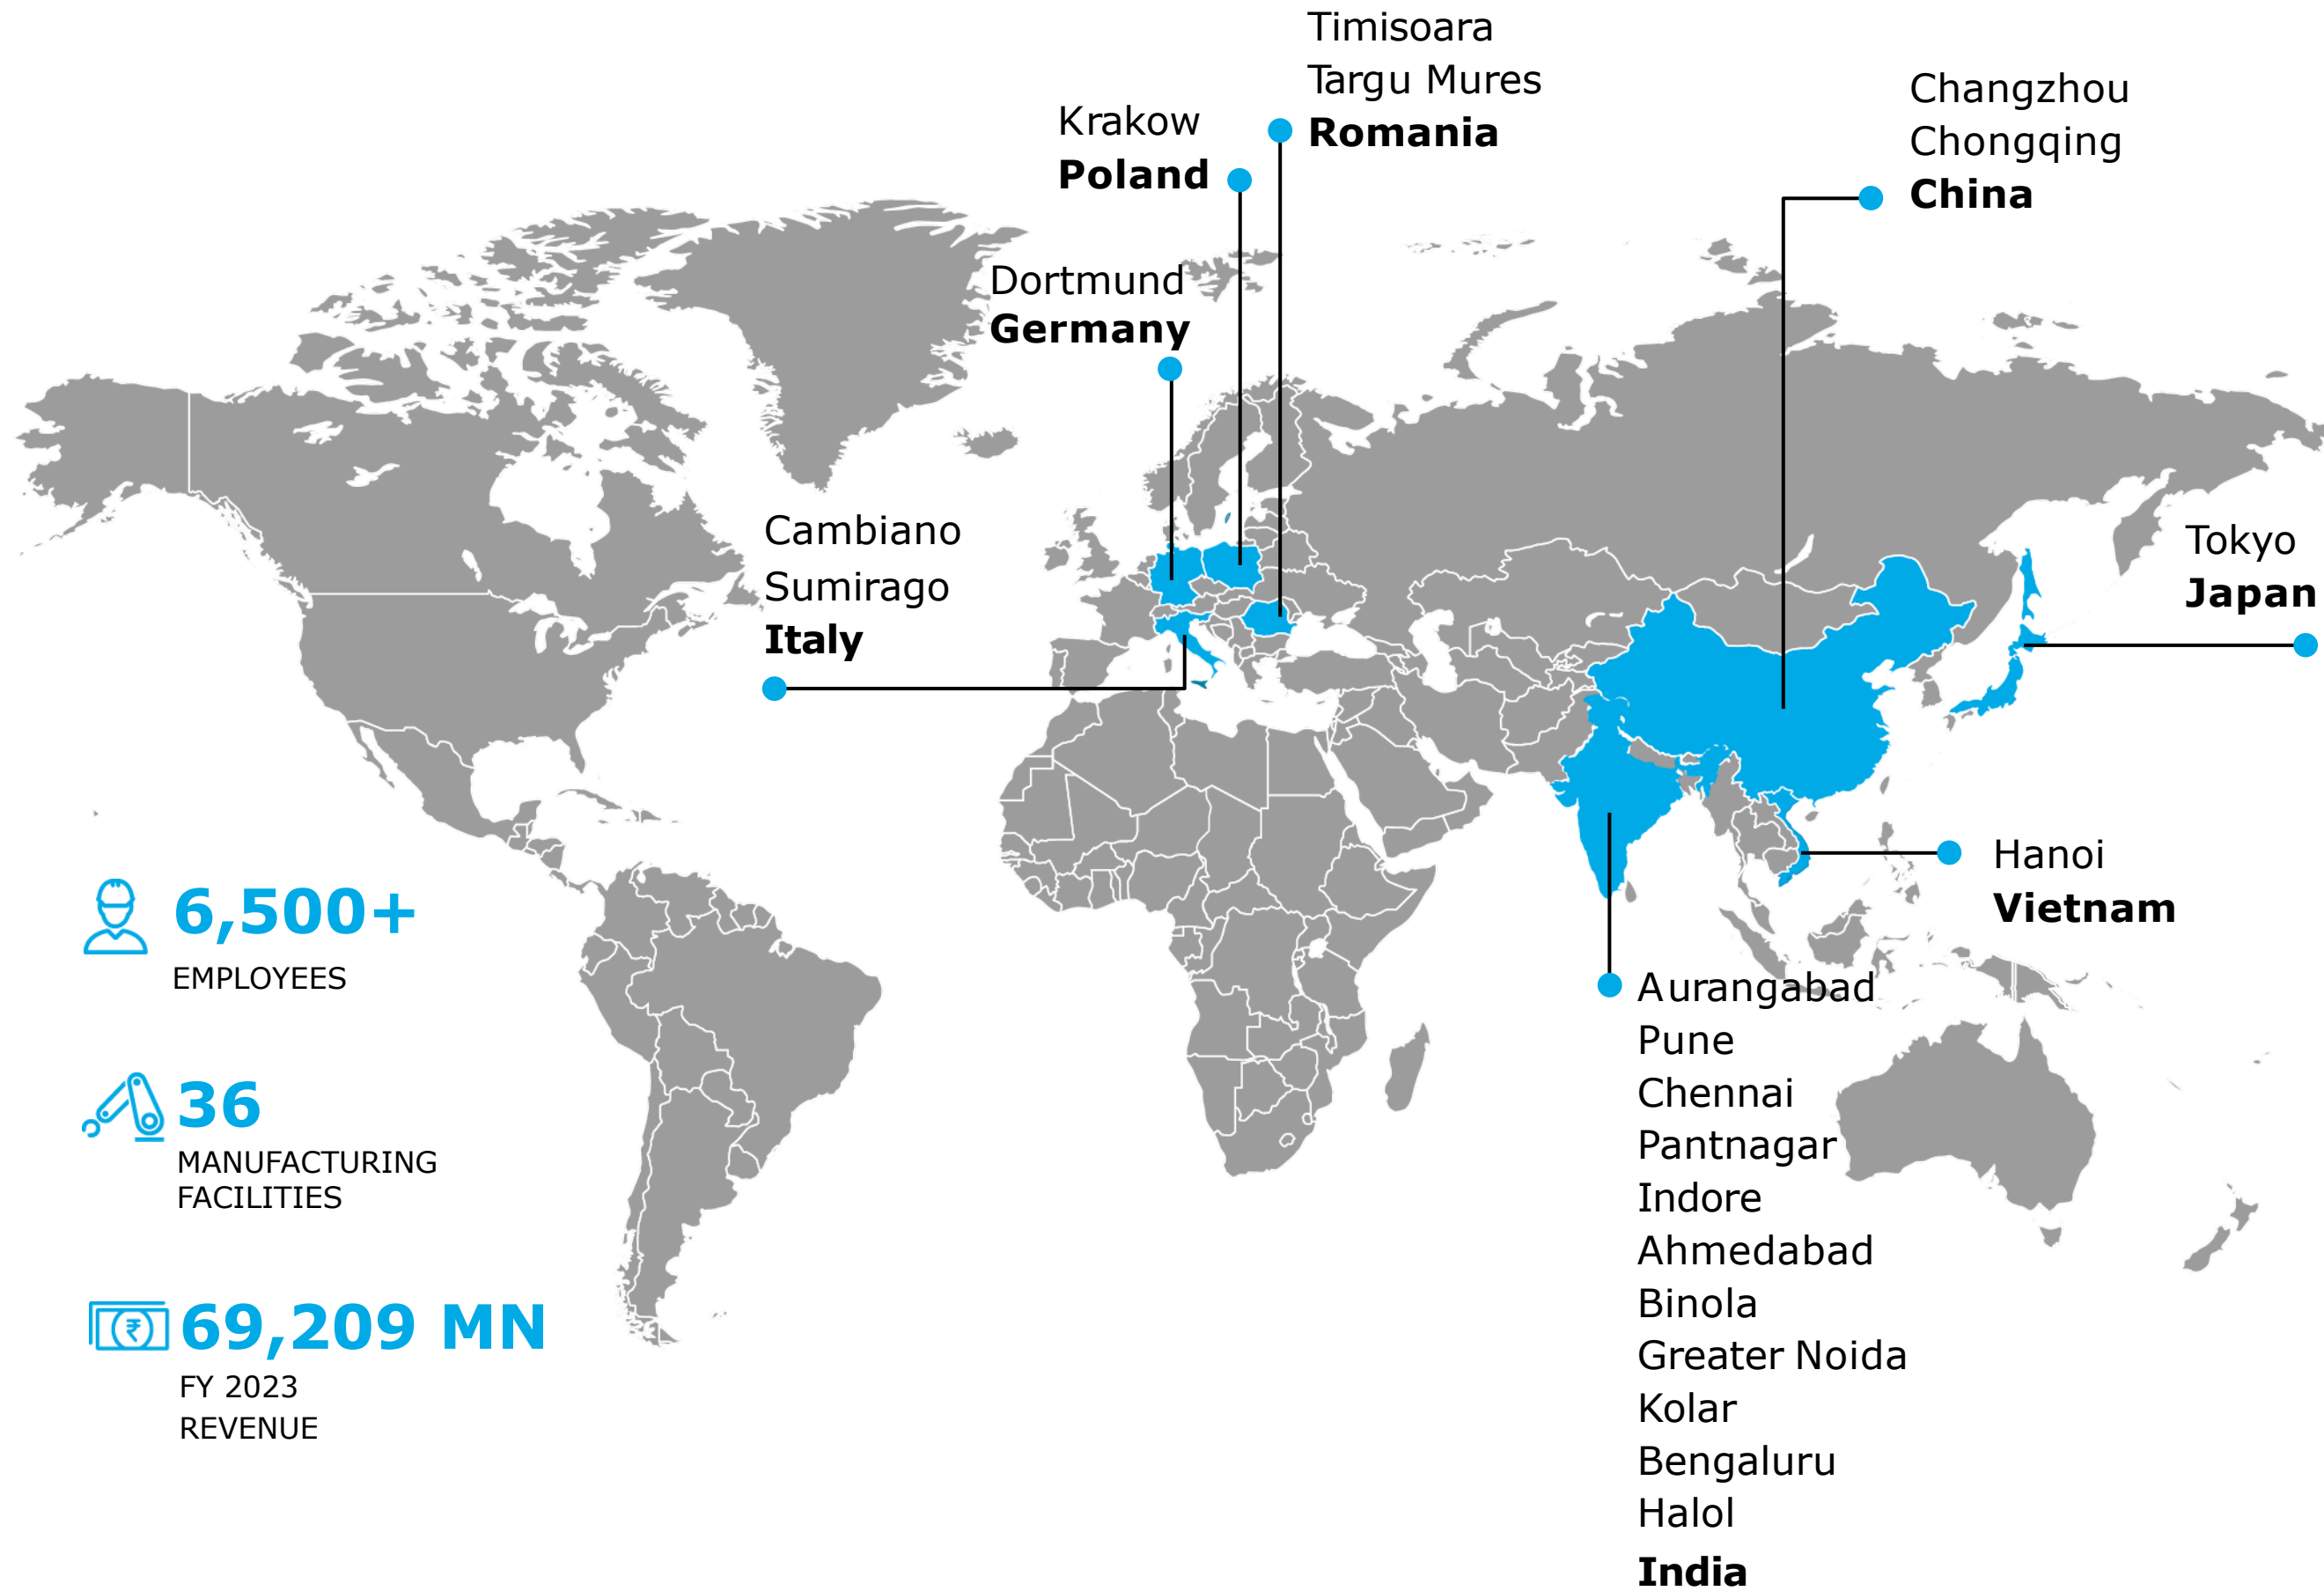 Timisoara
Targu Mures
Romania
Krakow
Poland
Changzhou
Chongqing
China
Dortmund
Germany
Cambiano
Sumirago
Italy
Tokyo
Japan
Hanoi
Vietnam
6,500+
EMPLOYEES
36
MANUFACTURING
FACILITIES
₹
69,209 MN
FY 2023
REVENUE
Aurangabad
Pune
Chennai
Pantnagar
Indore
Ahmedabad
Binola
Greater Noida
Kolar
Bengaluru
Halol
India